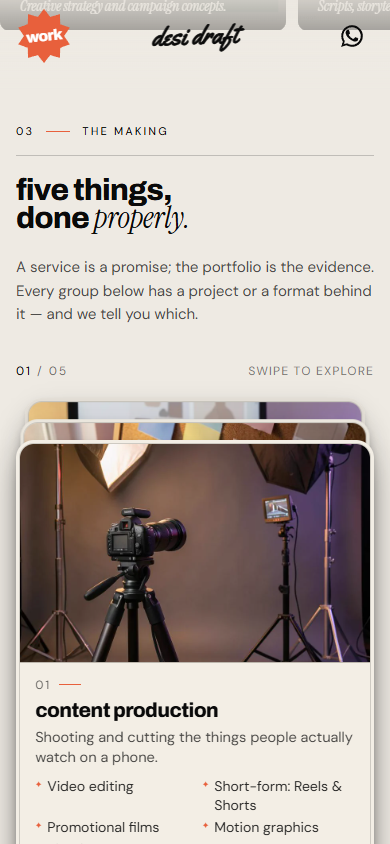 Creative strategy and campaign concepts.
Scripts, storyte
work
desi draft
03 — THE MAKING
five things,
done properly.
A service is a promise; the portfolio is the evidence.
Every group below has a project or a format behind
it — and we tell you which.
01 / 05
SWIPE TO EXPLORE
01
content production
Shooting and cutting the things people actually
watch on a phone.
Video editing
Short-form: Reels &
Shorts
Promotional films
Motion graphics